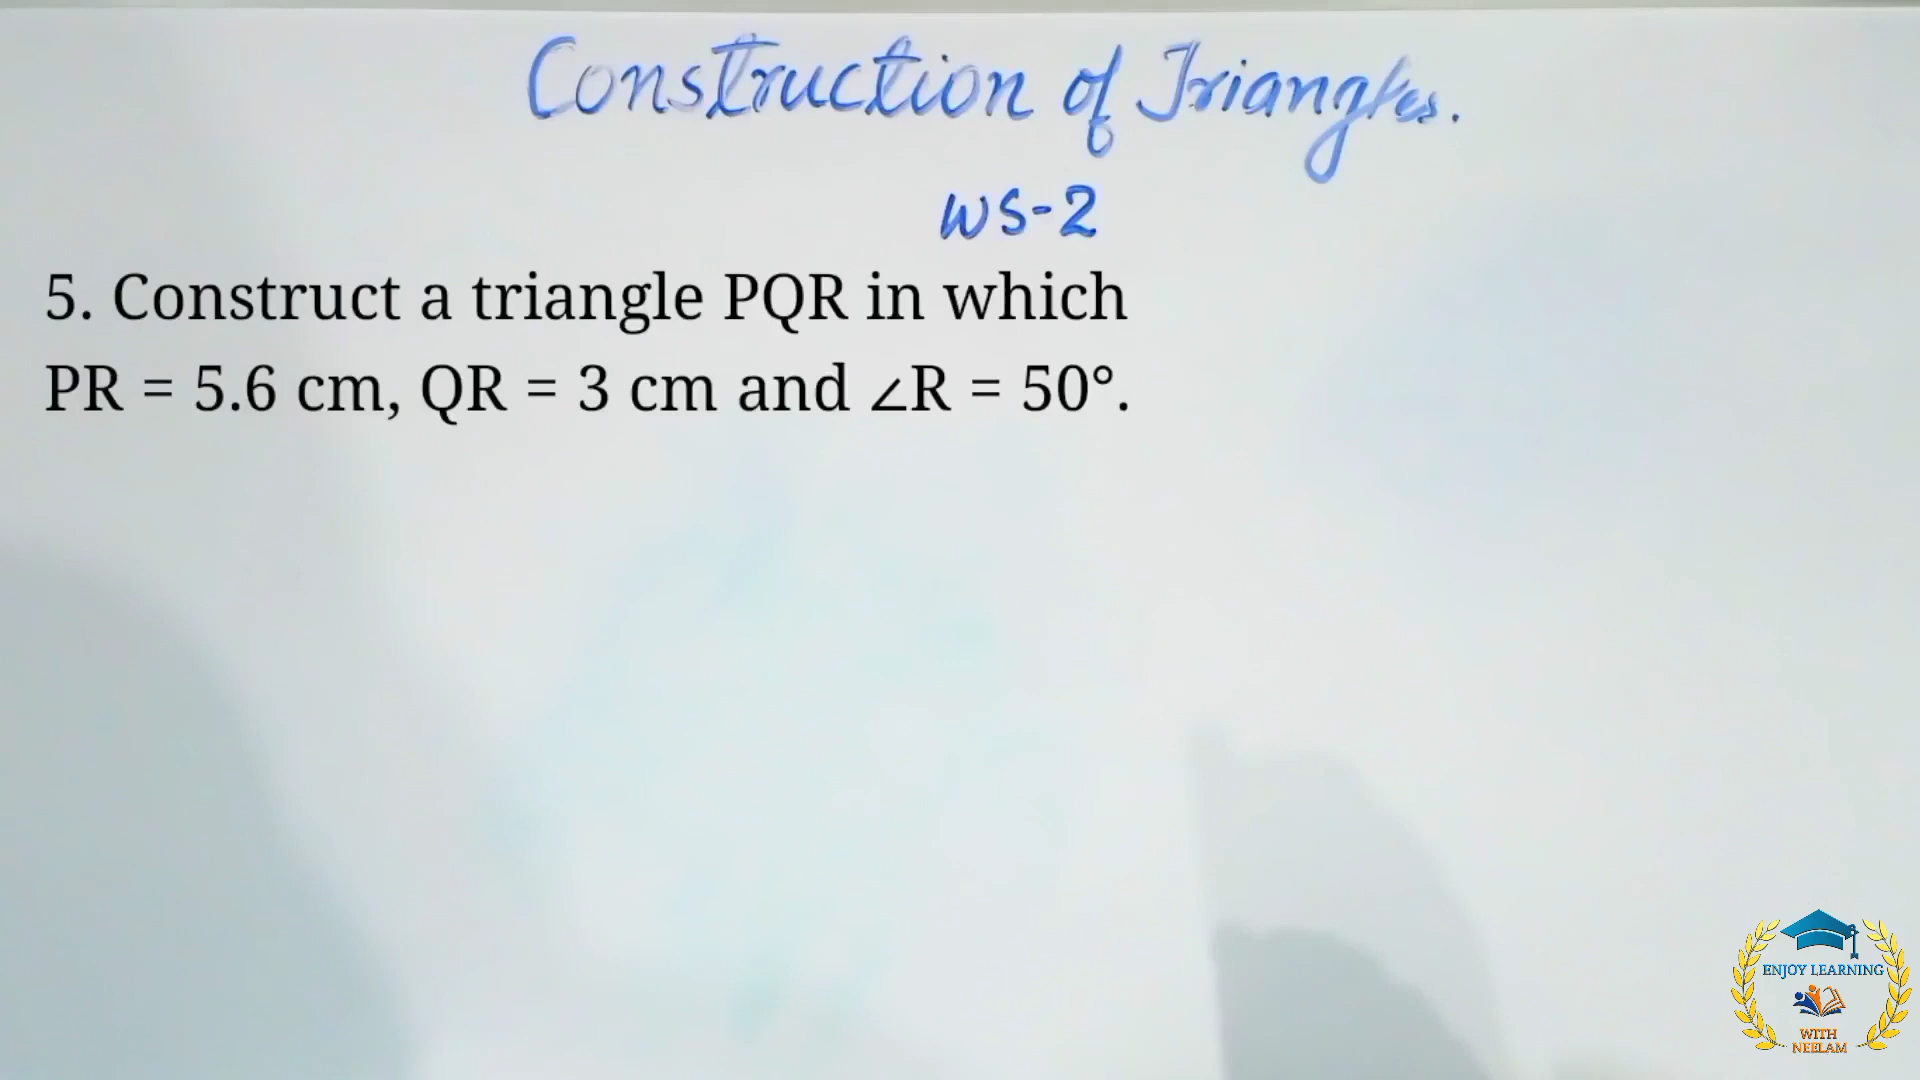 Construction of Triangles.
WS-2
5. Construct a triangle PQR in which
PR = 5.6 cm, QR = 3 cm and ∠R = 50°.
ENJOY LEARNING
WITH
NEELAM